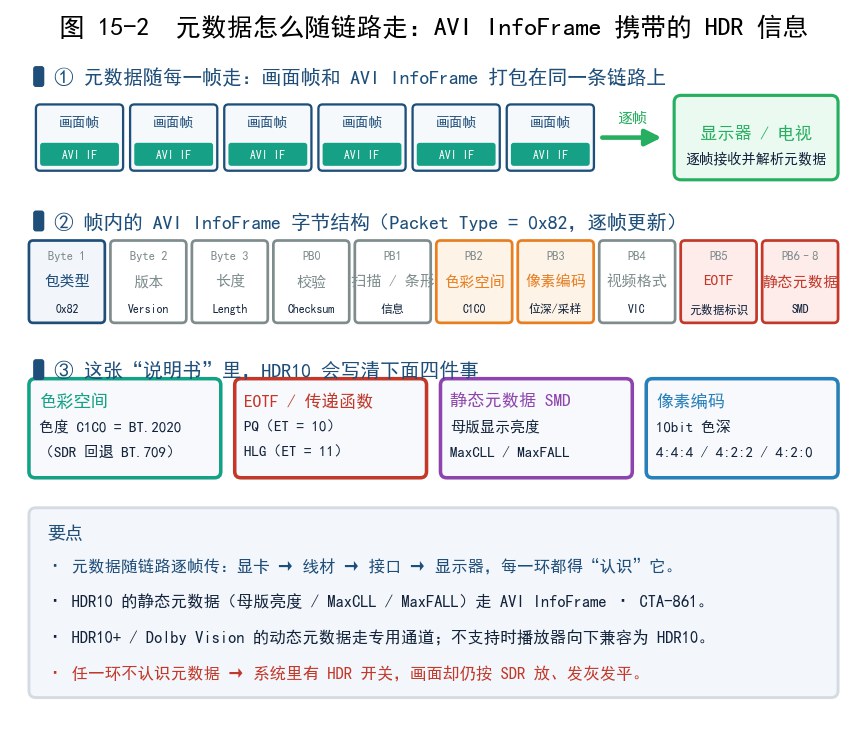 图 15-2  元数据怎么随链路走：AVI InfoFrame 携带的 HDR 信息
① 元数据随每一帧走：画面帧和 AVI InfoFrame 打包在同一条链路上
画面帧 画面帧 画面帧 画面帧 画面帧 画面帧
AVI IF AVI IF AVI IF AVI IF AVI IF AVI IF
逐帧
显示器 / 电视
逐帧接收并解析元数据
② 帧内的 AVI InfoFrame 字节结构（Packet Type = 0x82，逐帧更新）
Byte 1 Byte 2 Byte 3 PB0 PB1 PB2 PB3 PB4 PB5 PB6-8
包类型 版本 长度 校验 扫描 / 条形 色彩空间 像素编码 视频格式 EOTF 静态元数据
0x82 Version Length Checksum 信息 C1C0 位深/采样 VIC 元数据标识 SMD
③ 这张“说明书”里，HDR10 会写清下面四件事
色彩空间
色度 C1C0 = BT.2020
（SDR 回退 BT.709）
EOTF / 传递函数
PQ（ET = 10）
HLG（ET = 11）
静态元数据 SMD
母版显示亮度
MaxCLL / MaxFALL
像素编码
10bit 色深
4:4:4 / 4:2:2 / 4:2:0
要点
· 元数据随链路逐帧传：显卡 → 线材 → 接口 → 显示器，每一环都得“认识”它。
· HDR10 的静态元数据（母版亮度 / MaxCLL / MaxFALL）走 AVI InfoFrame · CTA-861。
· HDR10+ / Dolby Vision 的动态元数据走专用通道；不支持时播放器向下兼容为 HDR10。
· 任一环不认识元数据 → 系统里有 HDR 开关，画面却仍按 SDR 放、发灰发平。